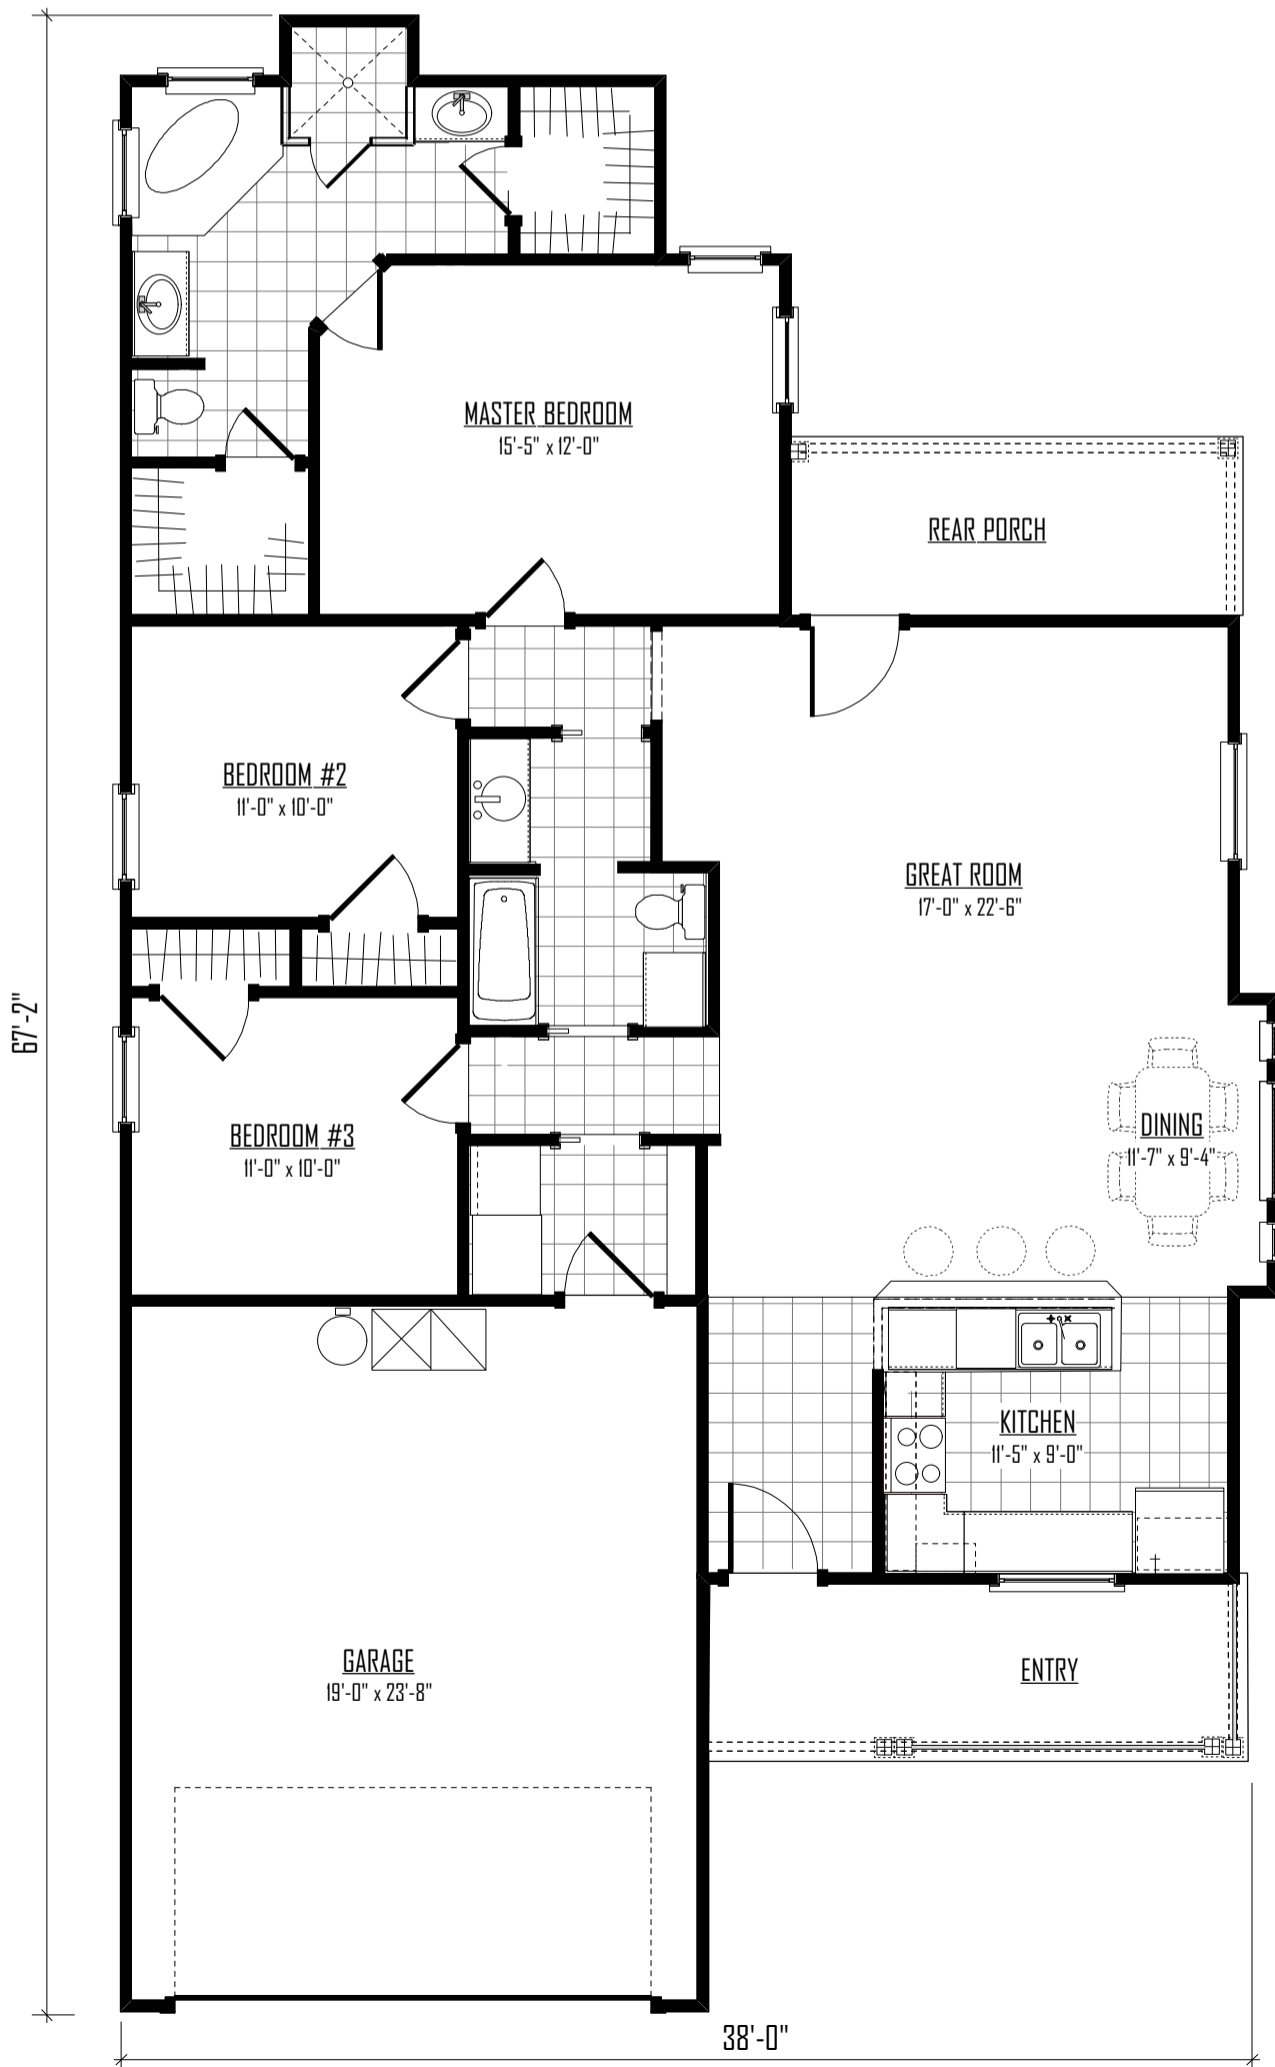 MASTER BEDROOM
15'-5" x 12'-0"
REAR PORCH
BEDROOM #2
11'-0" x 10'-0"
GREAT ROOM
17'-0" x 22'-6"
67'-2"
BEDROOM #3
11'-0" x 10'-0"
DINING
11'-7" x 9'-4"
KITCHEN
11'-5" x 9'-0"
GARAGE
19'-0" x 23'-8"
ENTRY
38'-0"